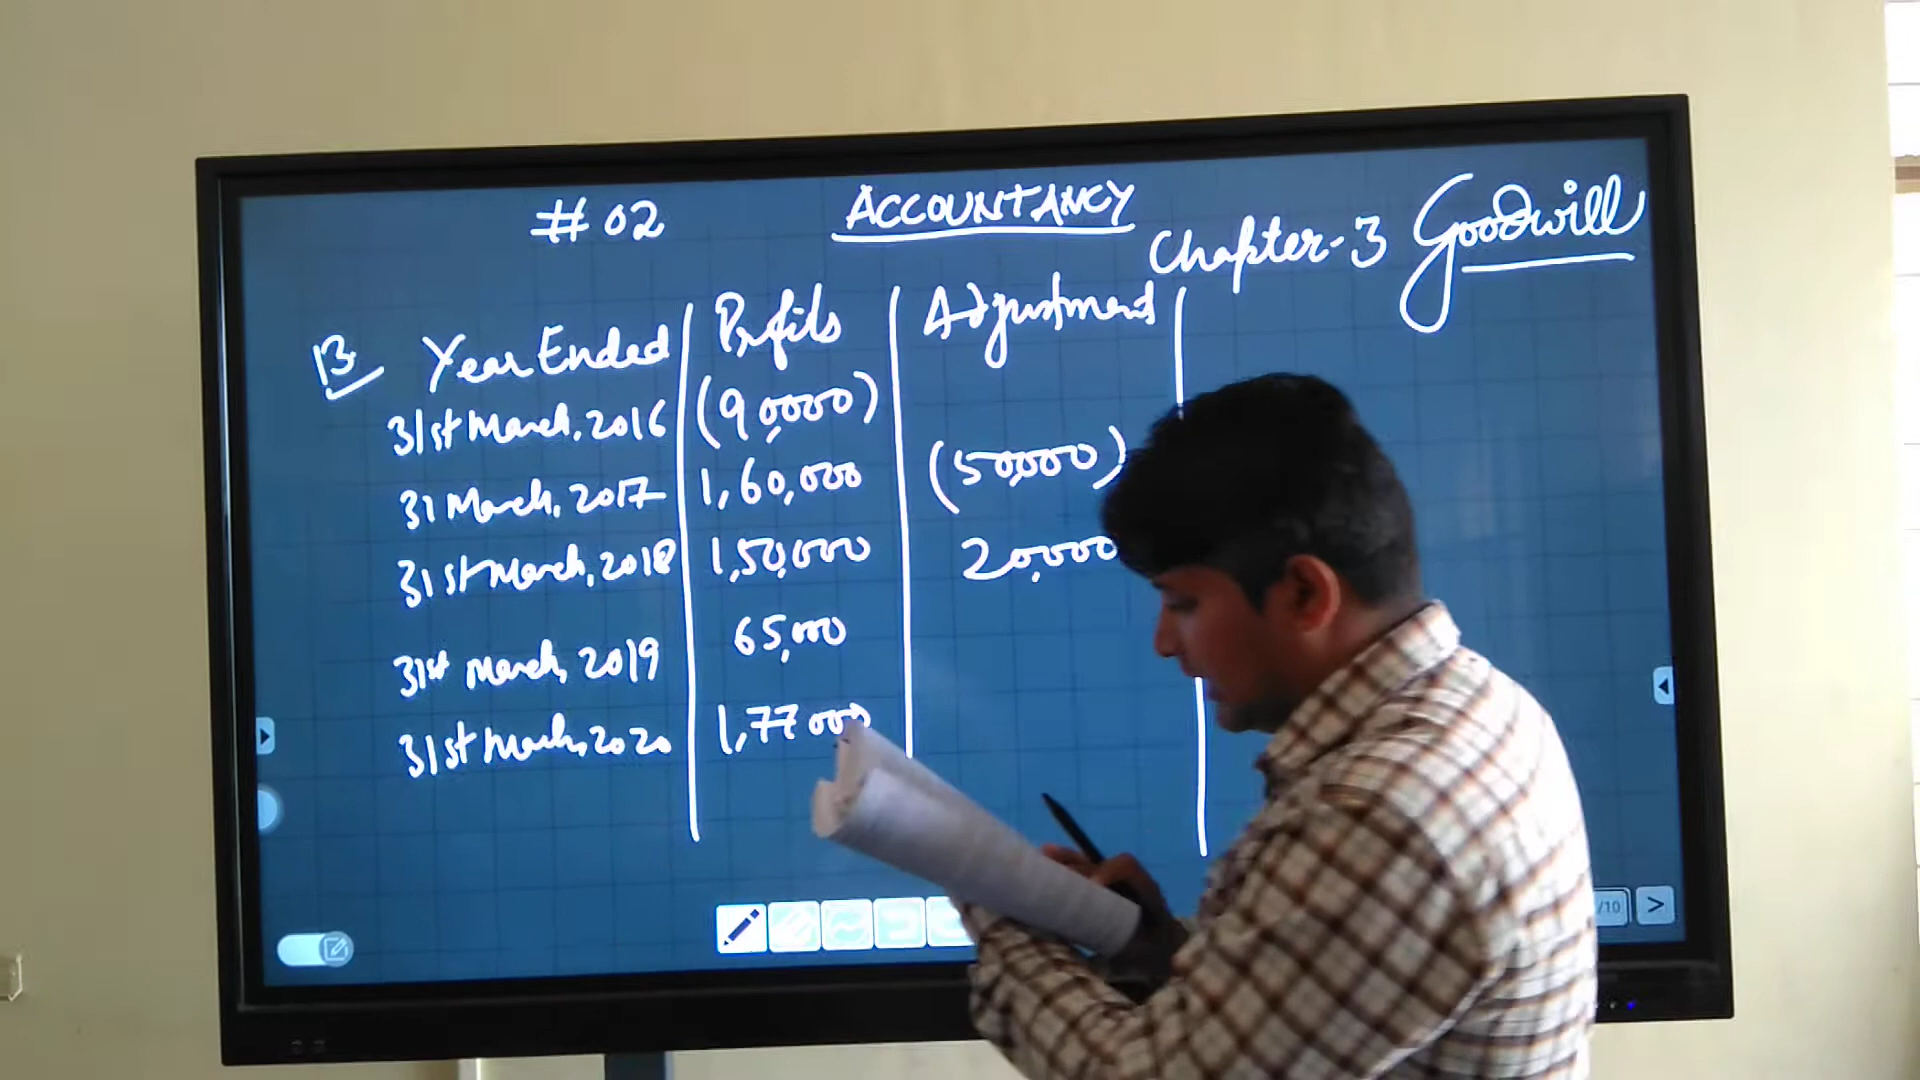 # 02 ACCOUNTANCY
Chapter-3 Goodwill
13 Year Ended Profits Adjustment
31st March, 2016 (90,000)
31 March, 2017 1,60,000 (50,000)
31st March, 2018 1,50,000 20,000
31st March, 2019 65,000
31st March, 2020 1,77000
/10 >